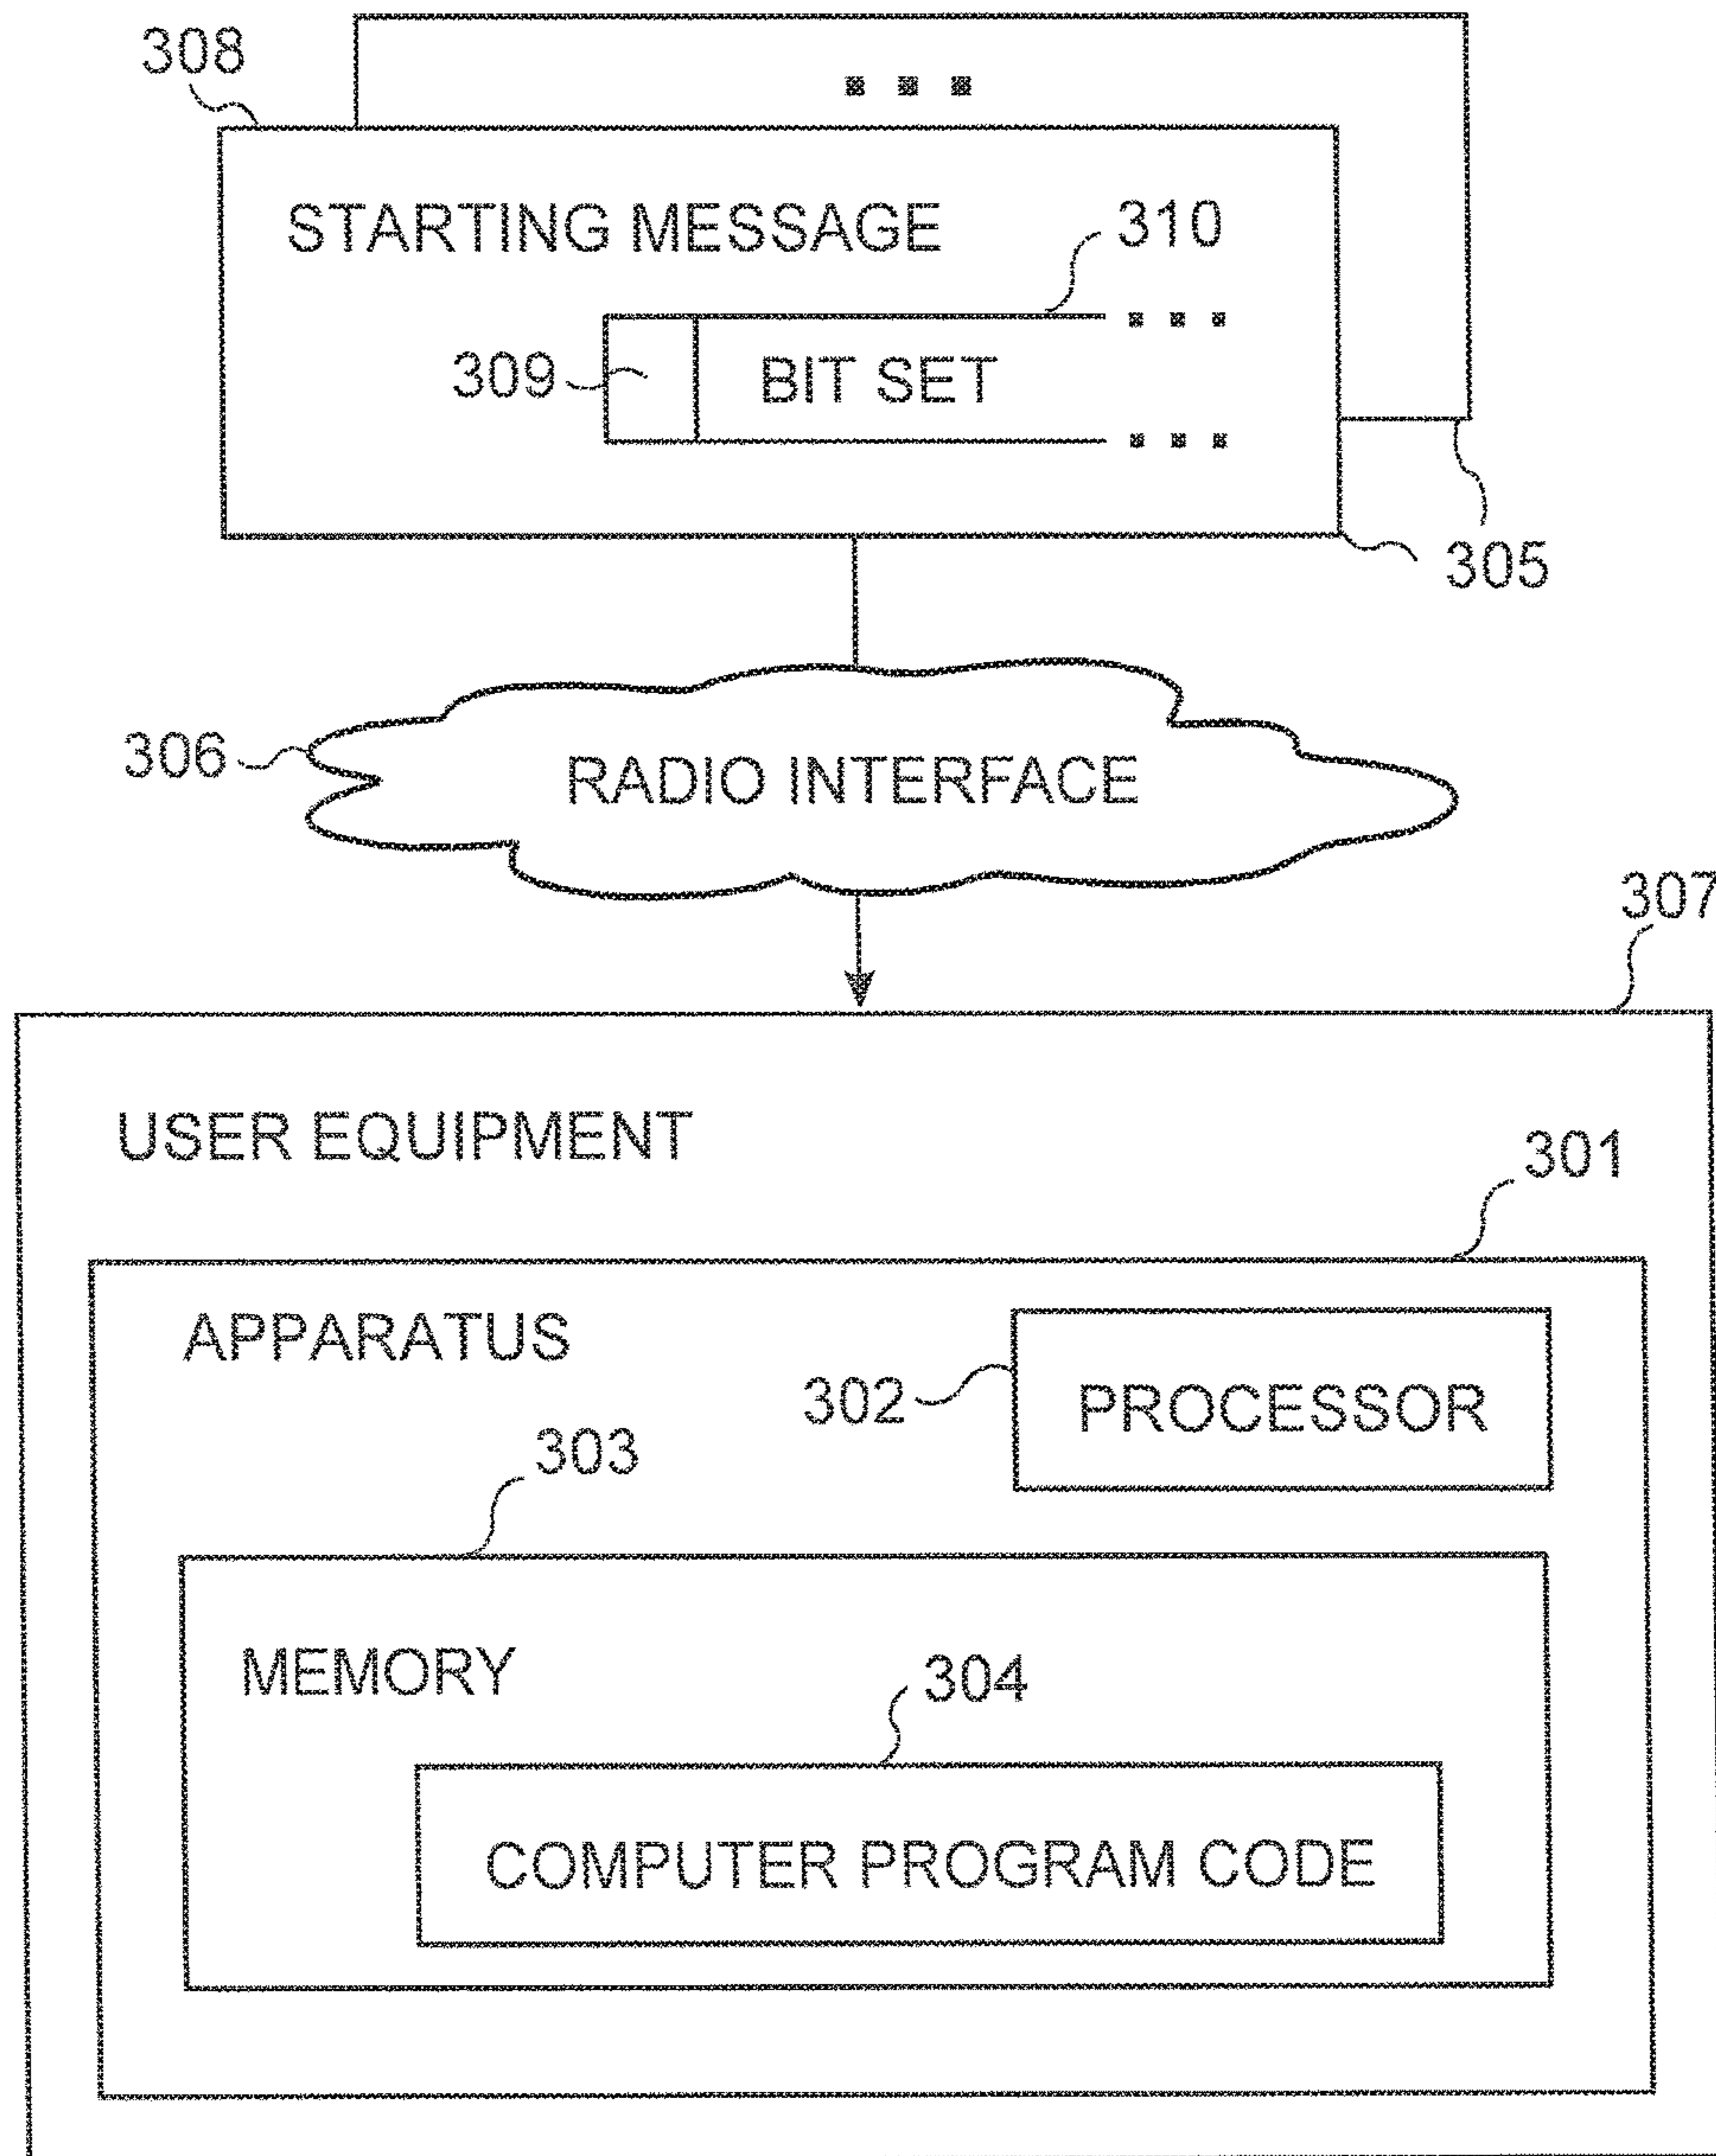 308
STARTING MESSAGE
310
309
BIT SET
305
306
RADIO INTERFACE
307
USER EQUIPMENT
301
APPARATUS
302
PROCESSOR
303
MEMORY
304
COMPUTER PROGRAM CODE